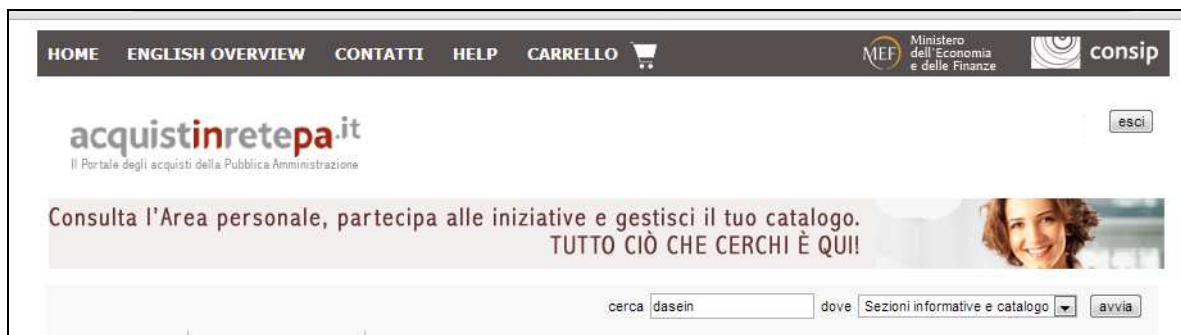 HOME ENGLISH OVERVIEW CONTATTI HELP CARRELLO
MEF
Ministero
dell'Economia
e delle Finanze
consip
acquistinretepa.it
Il Portale degli acquisti della Pubblica Amministrazione
esci
Consulta l'Area personale, partecipa alle iniziative e gestisci il tuo catalogo.
TUTTO CIÒ CHE CERCHI È QUI!
cerca dasein dove Sezioni informative e catalogo avvia